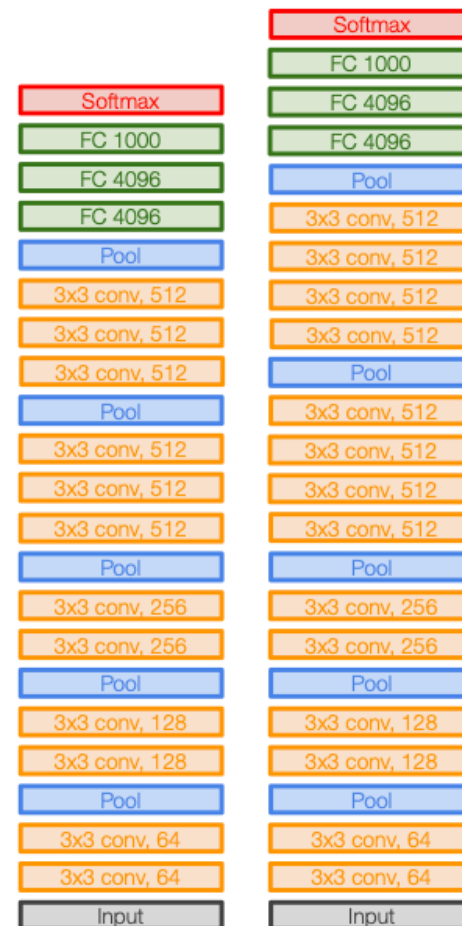 Softmax
FC 1000
FC 4096
FC 4096
Pool
3x3 conv, 512
3x3 conv, 512
3x3 conv, 512
Pool
3x3 conv, 512
3x3 conv, 512
3x3 conv, 512
Pool
3x3 conv, 256
3x3 conv, 256
Pool
3x3 conv, 128
3x3 conv, 128
Pool
3x3 conv, 64
3x3 conv, 64
Input
Softmax
FC 1000
FC 4096
FC 4096
Pool
3x3 conv, 512
3x3 conv, 512
3x3 conv, 512
3x3 conv, 512
Pool
3x3 conv, 512
3x3 conv, 512
3x3 conv, 512
3x3 conv, 512
Pool
3x3 conv, 256
3x3 conv, 256
Pool
3x3 conv, 128
3x3 conv, 128
Pool
3x3 conv, 64
3x3 conv, 64
Input